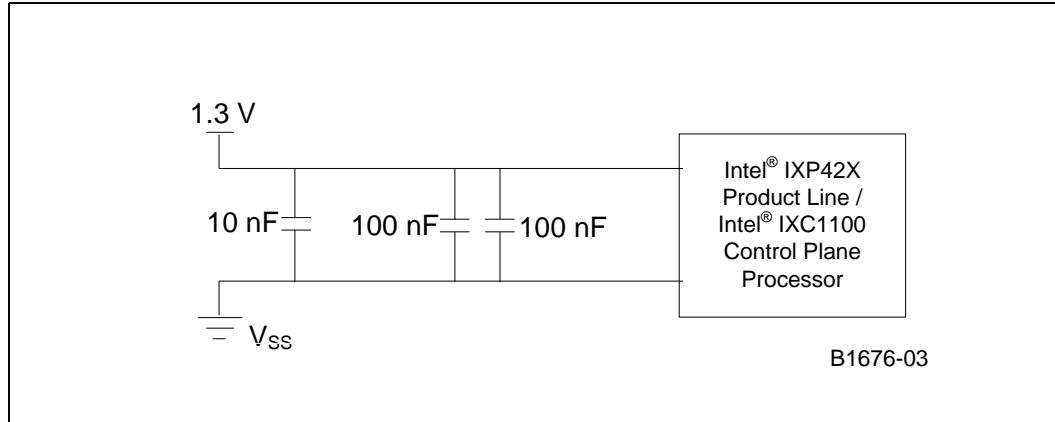 1.3 V
10 nF
100 nF
100 nF
Intel® IXP42X
Product Line /
Intel® IXC1100
Control Plane
Processor
VSS
B1676-03